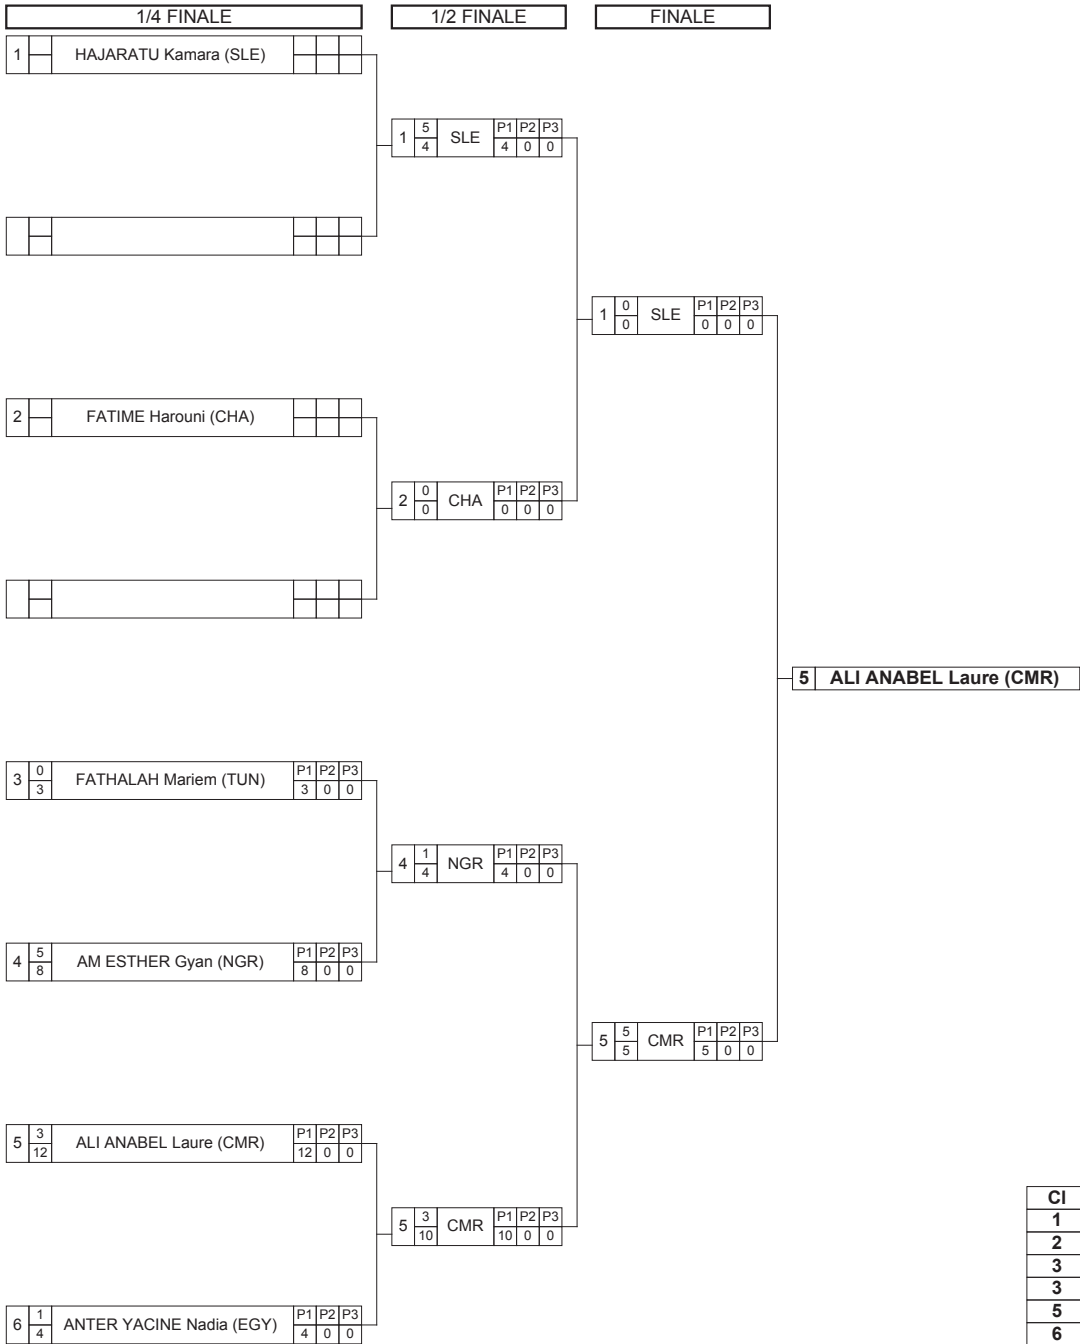 1/4 FINALE 1/2 FINALE FINALE
1 HAJARATU Kamara (SLE)
5 P1 P2 P3
1 SLE
4 4 0 0
0 P1 P2 P3
1 SLE
0 0 0 0
2 FATIME Harouni (CHA)
0 P1 P2 P3
2 CHA
0 0 0 0
5 ALI ANABEL Laure (CMR)
0 P1 P2 P3
3 FATHALAH Mariem (TUN)
3 3 0 0
1 P1 P2 P3
4 NGR
4 4 0 0
5 P1 P2 P3
4 AM ESTHER Gyan (NGR)
8 8 0 0
5 P1 P2 P3
5 CMR
5 5 0 0
3 P1 P2 P3
5 ALI ANABEL Laure (CMR)
12 12 0 0
3 P1 P2 P3
5 CMR
10 10 0 0
1 P1 P2 P3
6 ANTER YACINE Nadia (EGY)
4 4 0 0
Cl
1
2
3
3
5
6